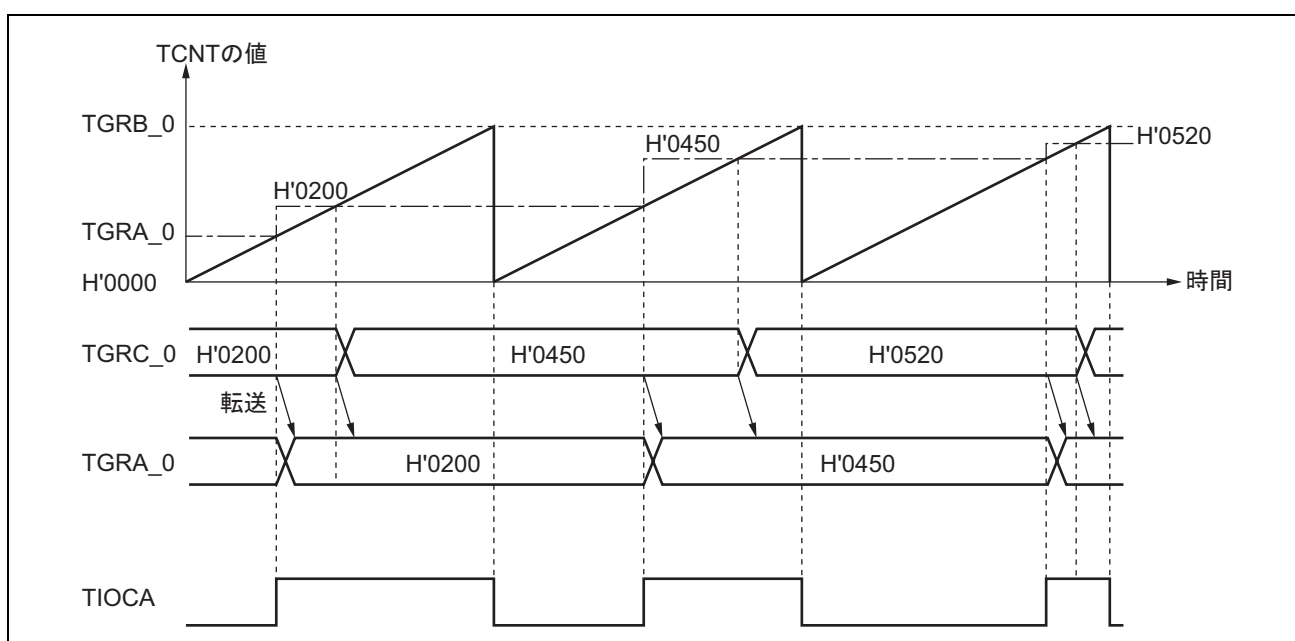 TCNTの値
TGRB_0
H'0520
H'0450
H'0200
TGRA_0
H'0000
時間
TGRC_0 H'0200 H'0450 H'0520
転送
TGRA_0 H'0200 H'0450
TIOCA